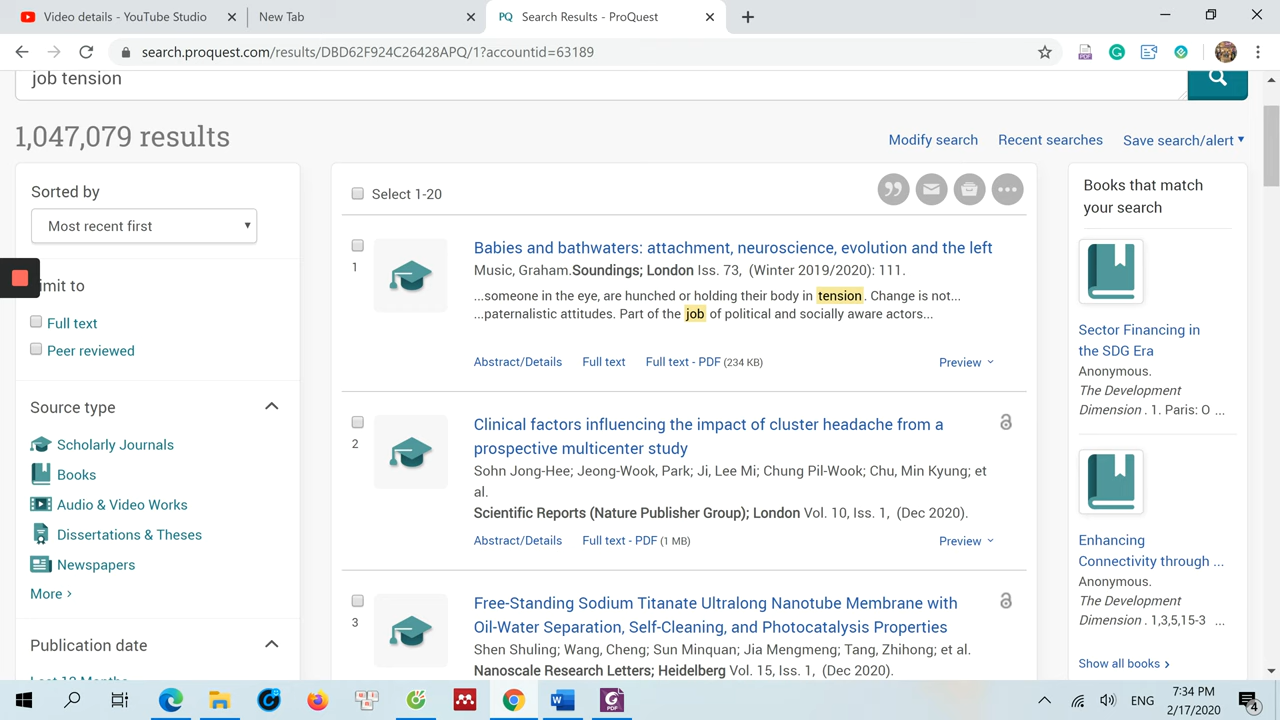 Video details - YouTube Studio
New Tab
PQ Search Results - ProQuest
search.proquest.com/results/DBD62F924C26428APQ/1?accountid=63189
job tension
1,047,079 results
Modify search
Recent searches
Save search/alert
Sorted by
Most recent first
imit to
Full text
Peer reviewed
Source type
Scholarly Journals
Books
Audio & Video Works
Dissertations & Theses
Newspapers
More
Publication date
Select 1-20
1
Babies and bathwaters: attachment, neuroscience, evolution and the left
Music, Graham.Soundings; London Iss. 73, (Winter 2019/2020): 111.
...someone in the eye, are hunched or holding their body in tension. Change is not...
...paternalistic attitudes. Part of the job of political and socially aware actors...
Abstract/Details Full text Full text - PDF (234 KB) Preview
2
Clinical factors influencing the impact of cluster headache from a
prospective multicenter study
Sohn Jong-Hee; Jeong-Wook, Park; Ji, Lee Mi; Chung Pil-Wook; Chu, Min Kyung; et
al.
Scientific Reports (Nature Publisher Group); London Vol. 10, Iss. 1, (Dec 2020).
Abstract/Details Full text - PDF (1 MB) Preview
3
Free-Standing Sodium Titanate Ultralong Nanotube Membrane with
Oil-Water Separation, Self-Cleaning, and Photocatalysis Properties
Shen Shuling; Wang, Cheng; Sun Minquan; Jia Mengmeng; Tang, Zhihong; et al.
Nanoscale Research Letters; Heidelberg Vol. 15, Iss. 1, (Dec 2020).
Books that match
your search
Sector Financing in
the SDG Era
Anonymous.
The Development
Dimension . 1. Paris: O ...
Enhancing
Connectivity through ...
Anonymous.
The Development
Dimension . 1,3,5,15-3 ...
Show all books
ENG
7:34 PM
2/17/2020
4